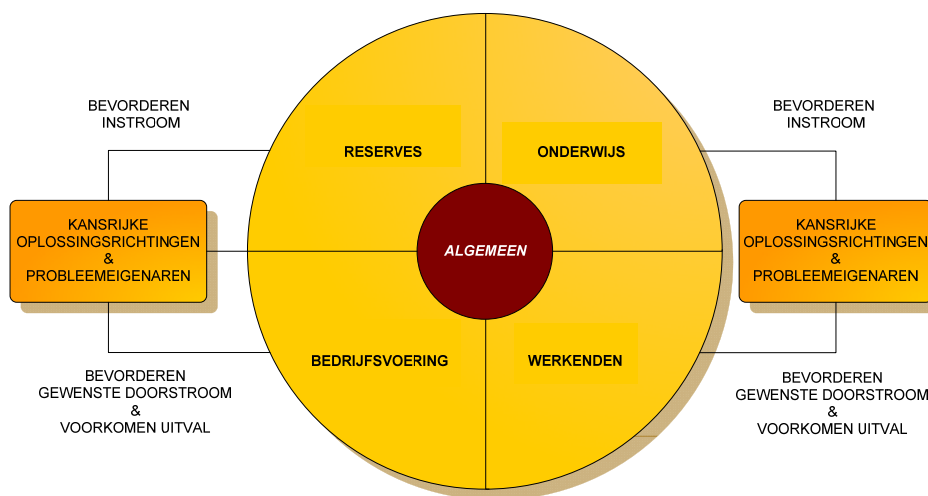 BEVORDEREN
INSTROOM
BEVORDEREN
INSTROOM
RESERVES
ONDERWIJS
KANSRIJKE
OPLOSSINGSRICHTINGEN
&
PROBLEEMEIGENAREN
ALGEMEEN
KANSRIJKE
OPLOSSINGSRICHTINGEN
&
PROBLEEMEIGENAREN
BEDRIJFSVOERING
WERKENDEN
BEVORDEREN
GEWENSTE DOORSTROOM
&
VOORKOMEN UITVAL
BEVORDEREN
GEWENSTE DOORSTROOM
&
VOORKOMEN UITVAL